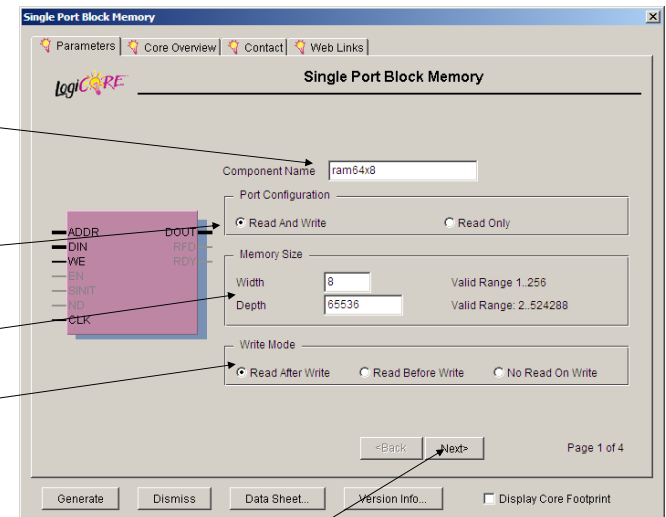 Single Port Block Memory
Parameters Core Overview Contact Web Links
LogiCORE Single Port Block Memory
Component Name ram64x8
Port Configuration
Read And Write Read Only
ADDR DOUT
DIN RFD
WE RDY
EN
SINIT
ND
CLK
Memory Size
Width 8 Valid Range 1..256
Depth 65536 Valid Range: 2..524288
Write Mode
Read After Write Read Before Write No Read On Write
<Back Next> Page 1 of 4
Generate Dismiss Data Sheet... Version Info... Display Core Footprint